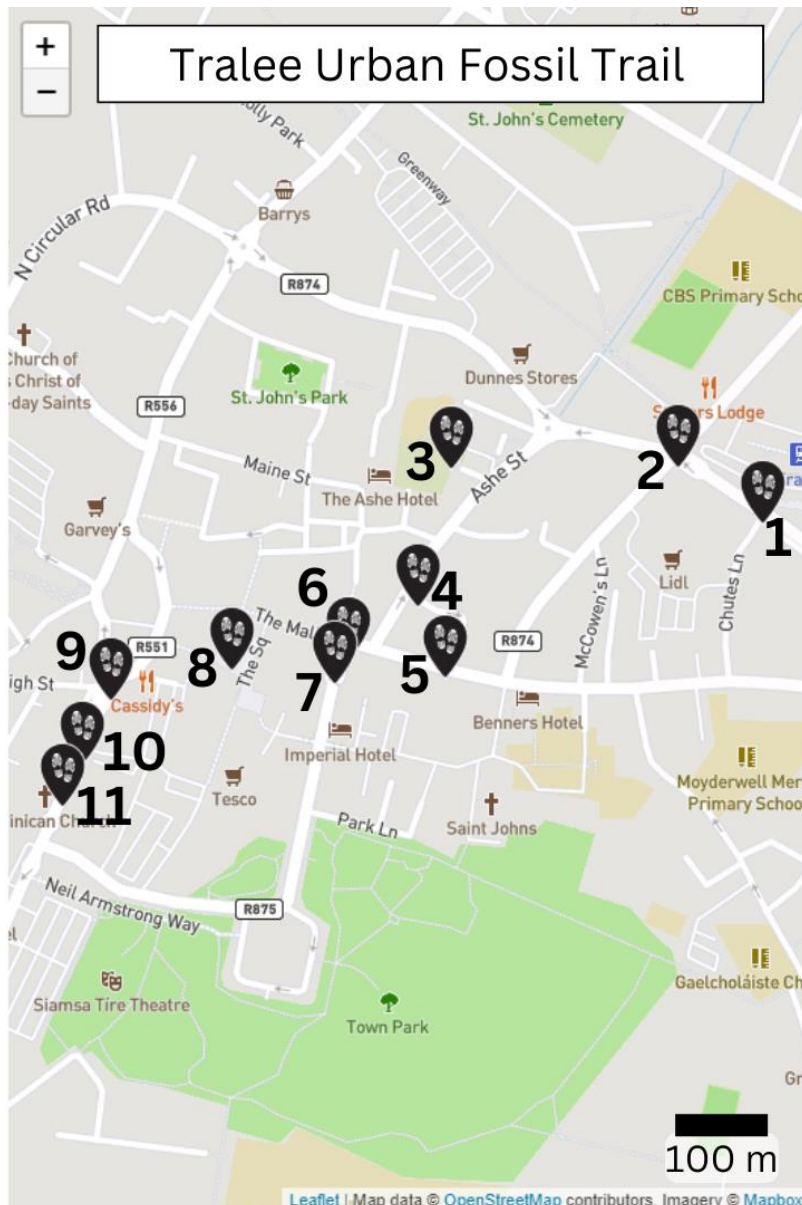 +
−
Tralee Urban Fossil Trail
St. John's Cemetery
Greenway
Barrys
N Circular Rd
R874
CBS Primary Scho
Church of
Christ of
-day Saints
Dunnes Stores
St. John's Park
R556
3
Ashe St
2
1
Maine St
The Ashe Hotel
Garvey's
Lidl
Chutes Ln
McCowen's Ln
6
4
The Mal
R874
9
R551
8
The Sq
7
5
igh St
Cassidy's
Benners Hotel
10
Imperial Hotel
Moyderwell Mer
Primary Schoo
11
Tesco
inican Church
Park Ln
Saint Johns
Neil Armstrong Way
R875
Gaelcholáiste Ch
Siamsa Tíre Theatre
Town Park
Gr
100 m
Leaflet | Map data © OpenStreetMap contributors, Imagery © Mapbox